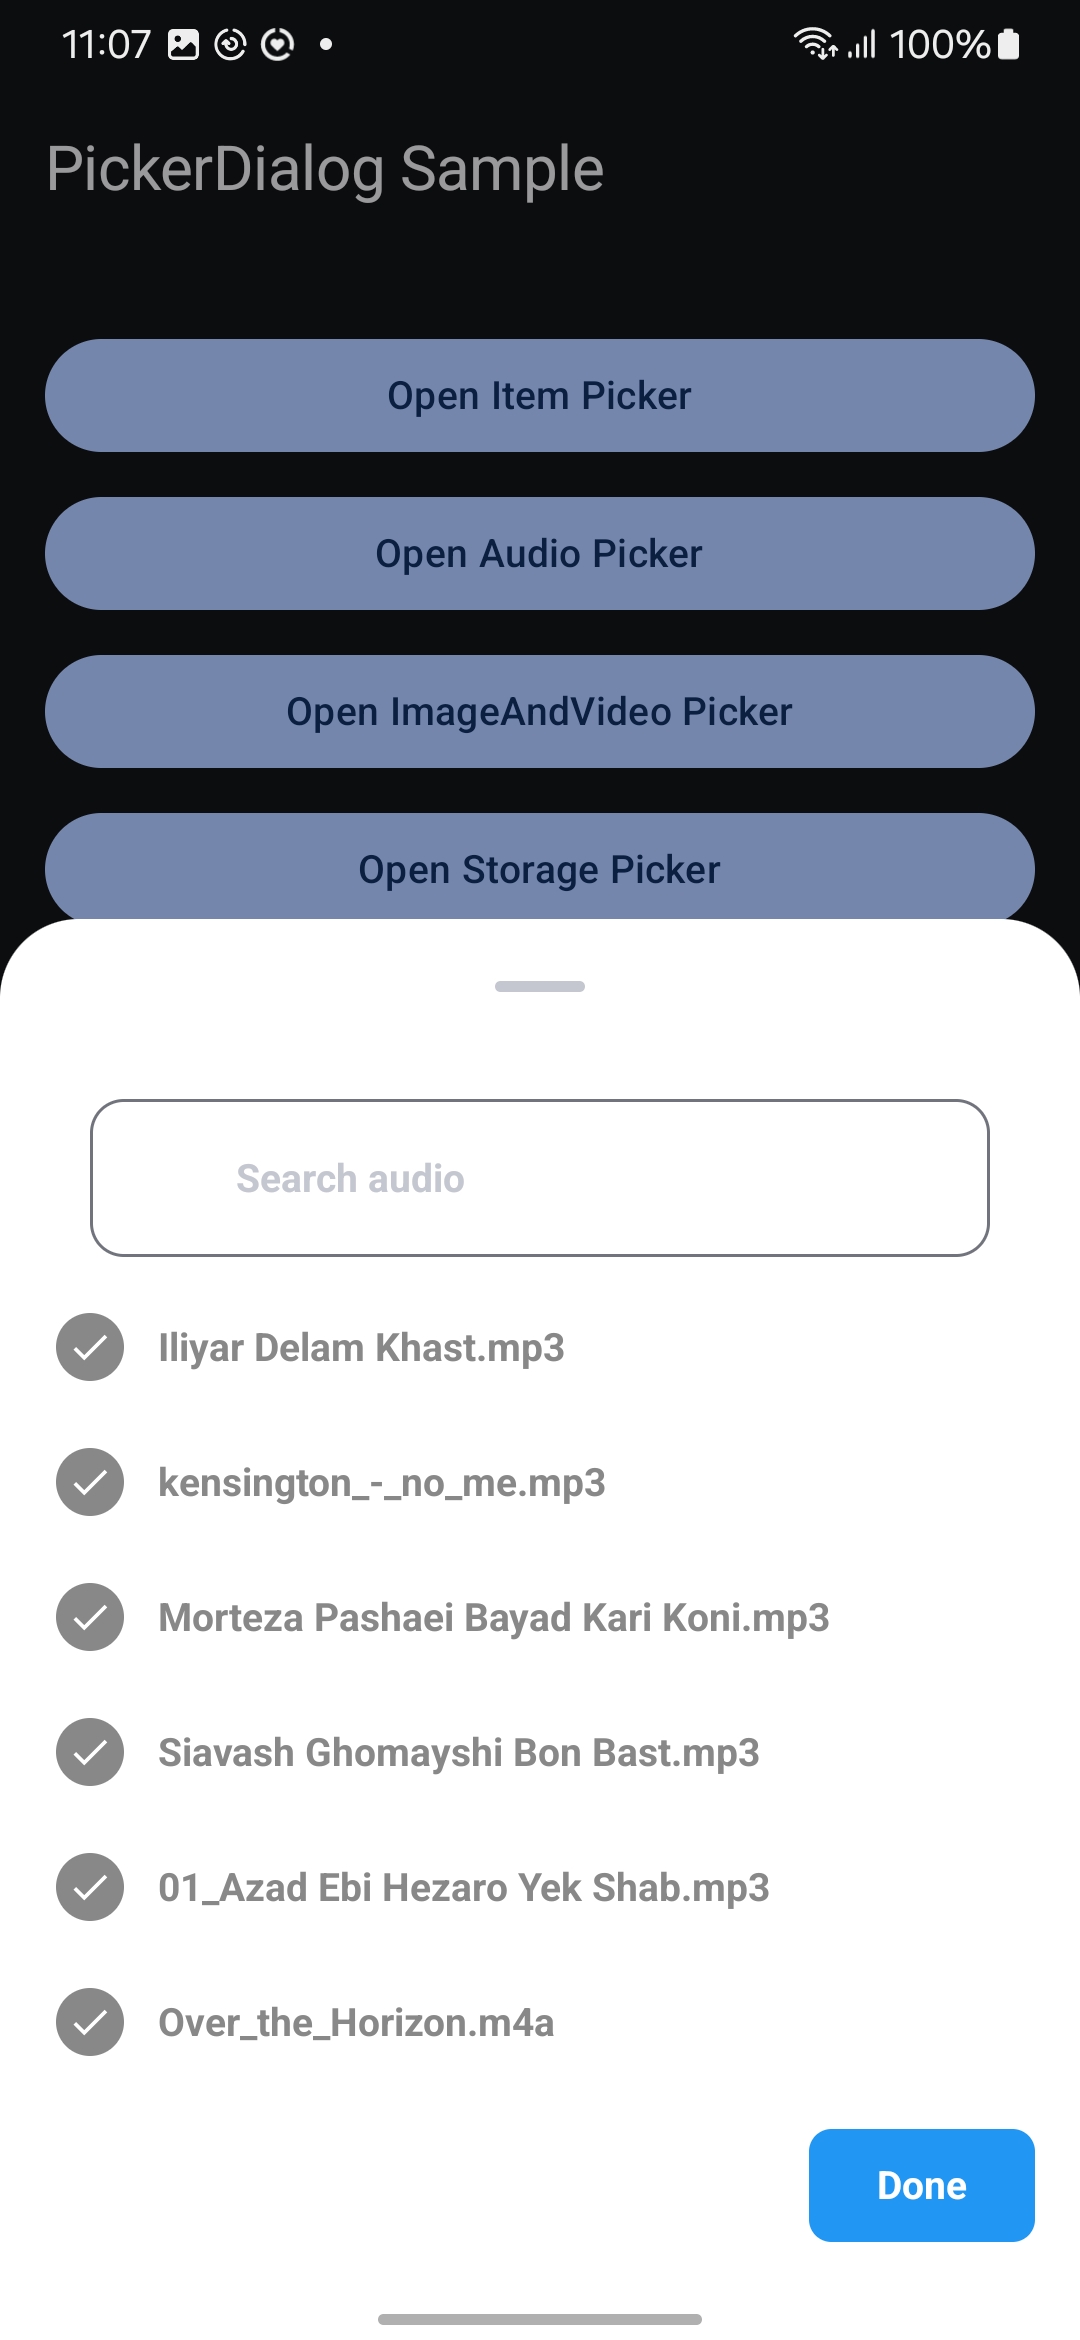 11:07 100%
PickerDialog Sample
Open Item Picker
Open Audio Picker
Open ImageAndVideo Picker
Open Storage Picker
Search audio
Iliyar Delam Khast.mp3
kensington_-_no_me.mp3
Morteza Pashaei Bayad Kari Koni.mp3
Siavash Ghomayshi Bon Bast.mp3
01_Azad Ebi Hezaro Yek Shab.mp3
Over_the_Horizon.m4a
Done